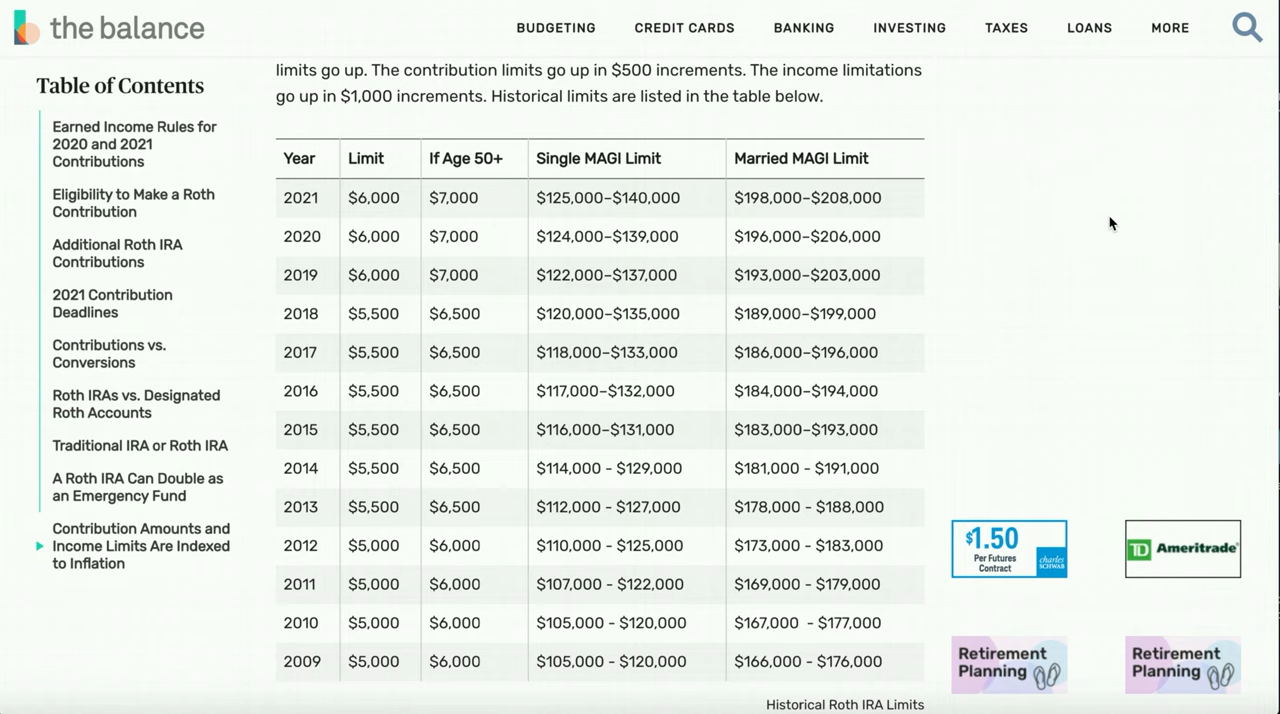 the balance
BUDGETING CREDIT CARDS BANKING INVESTING TAXES LOANS MORE
Table of Contents
Earned Income Rules for
2020 and 2021
Contributions
Eligibility to Make a Roth
Contribution
Additional Roth IRA
Contributions
2021 Contribution
Deadlines
Contributions vs.
Conversions
Roth IRAs vs. Designated
Roth Accounts
Traditional IRA or Roth IRA
A Roth IRA Can Double as
an Emergency Fund
Contribution Amounts and
Income Limits Are Indexed
to Inflation
limits go up. The contribution limits go up in $500 increments. The income limitations
go up in $1,000 increments. Historical limits are listed in the table below.
Year Limit If Age 50+ Single MAGI Limit Married MAGI Limit
2021 $6,000 $7,000 $125,000–$140,000 $198,000–$208,000
2020 $6,000 $7,000 $124,000–$139,000 $196,000–$206,000
2019 $6,000 $7,000 $122,000–$137,000 $193,000–$203,000
2018 $5,500 $6,500 $120,000–$135,000 $189,000–$199,000
2017 $5,500 $6,500 $118,000–$133,000 $186,000–$196,000
2016 $5,500 $6,500 $117,000–$132,000 $184,000–$194,000
2015 $5,500 $6,500 $116,000–$131,000 $183,000–$193,000
2014 $5,500 $6,500 $114,000 - $129,000 $181,000 - $191,000
2013 $5,500 $6,500 $112,000 - $127,000 $178,000 - $188,000
2012 $5,000 $6,000 $110,000 - $125,000 $173,000 - $183,000
2011 $5,000 $6,000 $107,000 - $122,000 $169,000 - $179,000
2010 $5,000 $6,000 $105,000 - $120,000 $167,000 - $177,000
2009 $5,000 $6,000 $105,000 - $120,000 $166,000 - $176,000
Historical Roth IRA Limits
$1.50
Per Futures
Contract
charles
SCHWAB
TD Ameritrade
Retirement
Planning
Retirement
Planning